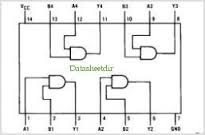 VCC B4 A4 Y4 B3 A3 Y3
14 13 12 11 10 9 8
Datasheetdir
1 2 3 4 5 6 7
A1 B1 Y1 A2 B2 Y2 GND